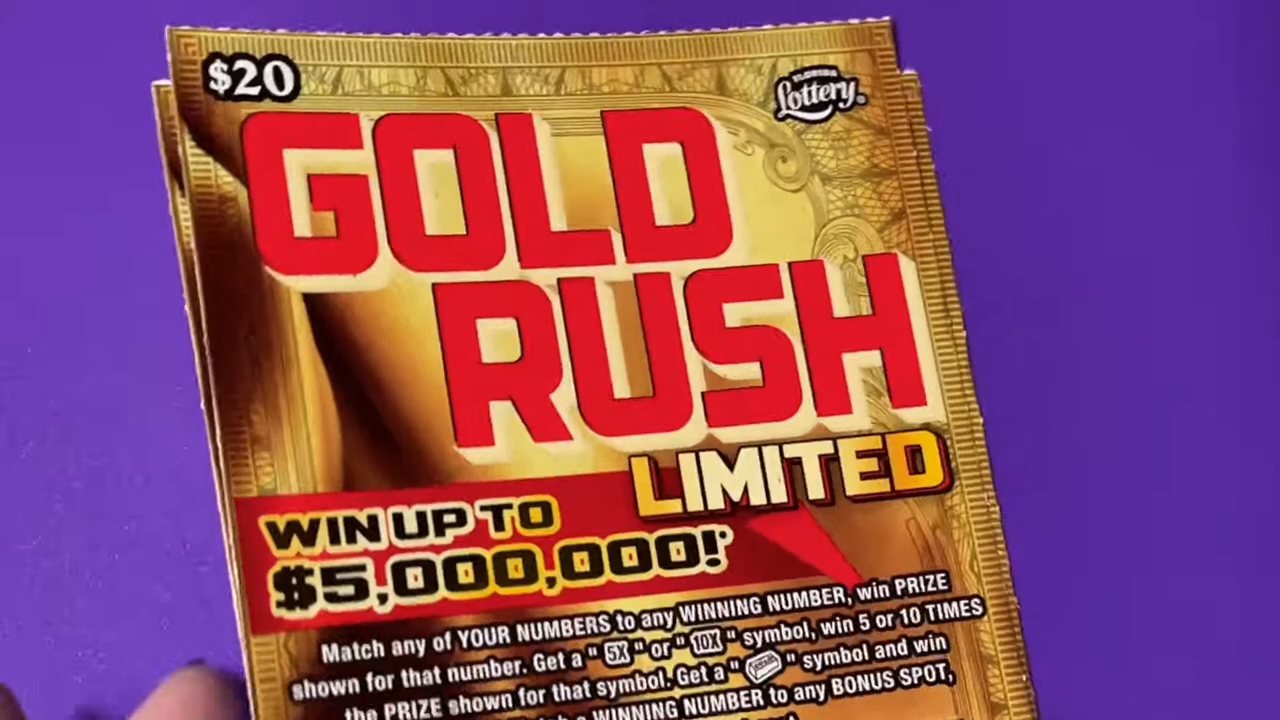 $20
FLORIDA
Lottery®
GOLD
RUSH
LIMITED
WIN UP TO
$5,000,000!*
Match any of YOUR NUMBERS to any WINNING NUMBER, win PRIZE
shown for that number. Get a "5X" or "10X" symbol, win 5 or 10 TIMES
the PRIZE shown for that symbol. Get a " " symbol and win
a WINNING NUMBER to any BONUS SPOT,